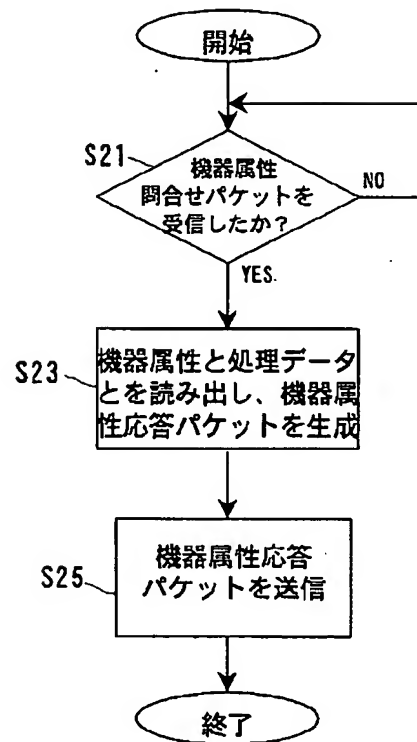 開始
S21
機器属性
問合せパケットを
受信したか?
NO
YES.
S23
機器属性と処理データ
とを読み出し、機器属
性応答パケットを生成
S25
機器属性応答
パケットを送信
終了